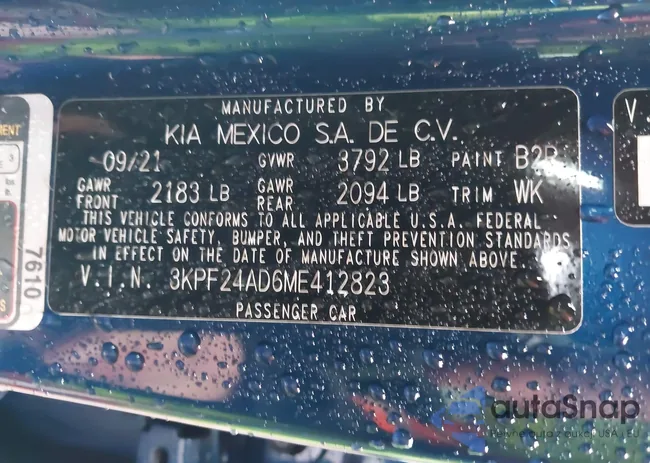 MANUFACTURED BY
KIA MEXICO S.A. DE C.V.
09/21 GVWR 3792 LB PAINT B2R
GAWR FRONT 2183 LB GAWR REAR 2094 LB TRIM WK
THIS VEHICLE CONFORMS TO ALL APPLICABLE U.S.A. FEDERAL
MOTOR VEHICLE SAFETY, BUMPER, AND THEFT PREVENTION STANDARDS
IN EFFECT ON THE DATE OF MANUFACTURE SHOWN ABOVE.
V.I.N. 3KPF24AD6ME412823
PASSENGER CAR
7610
3
V
autoSnap